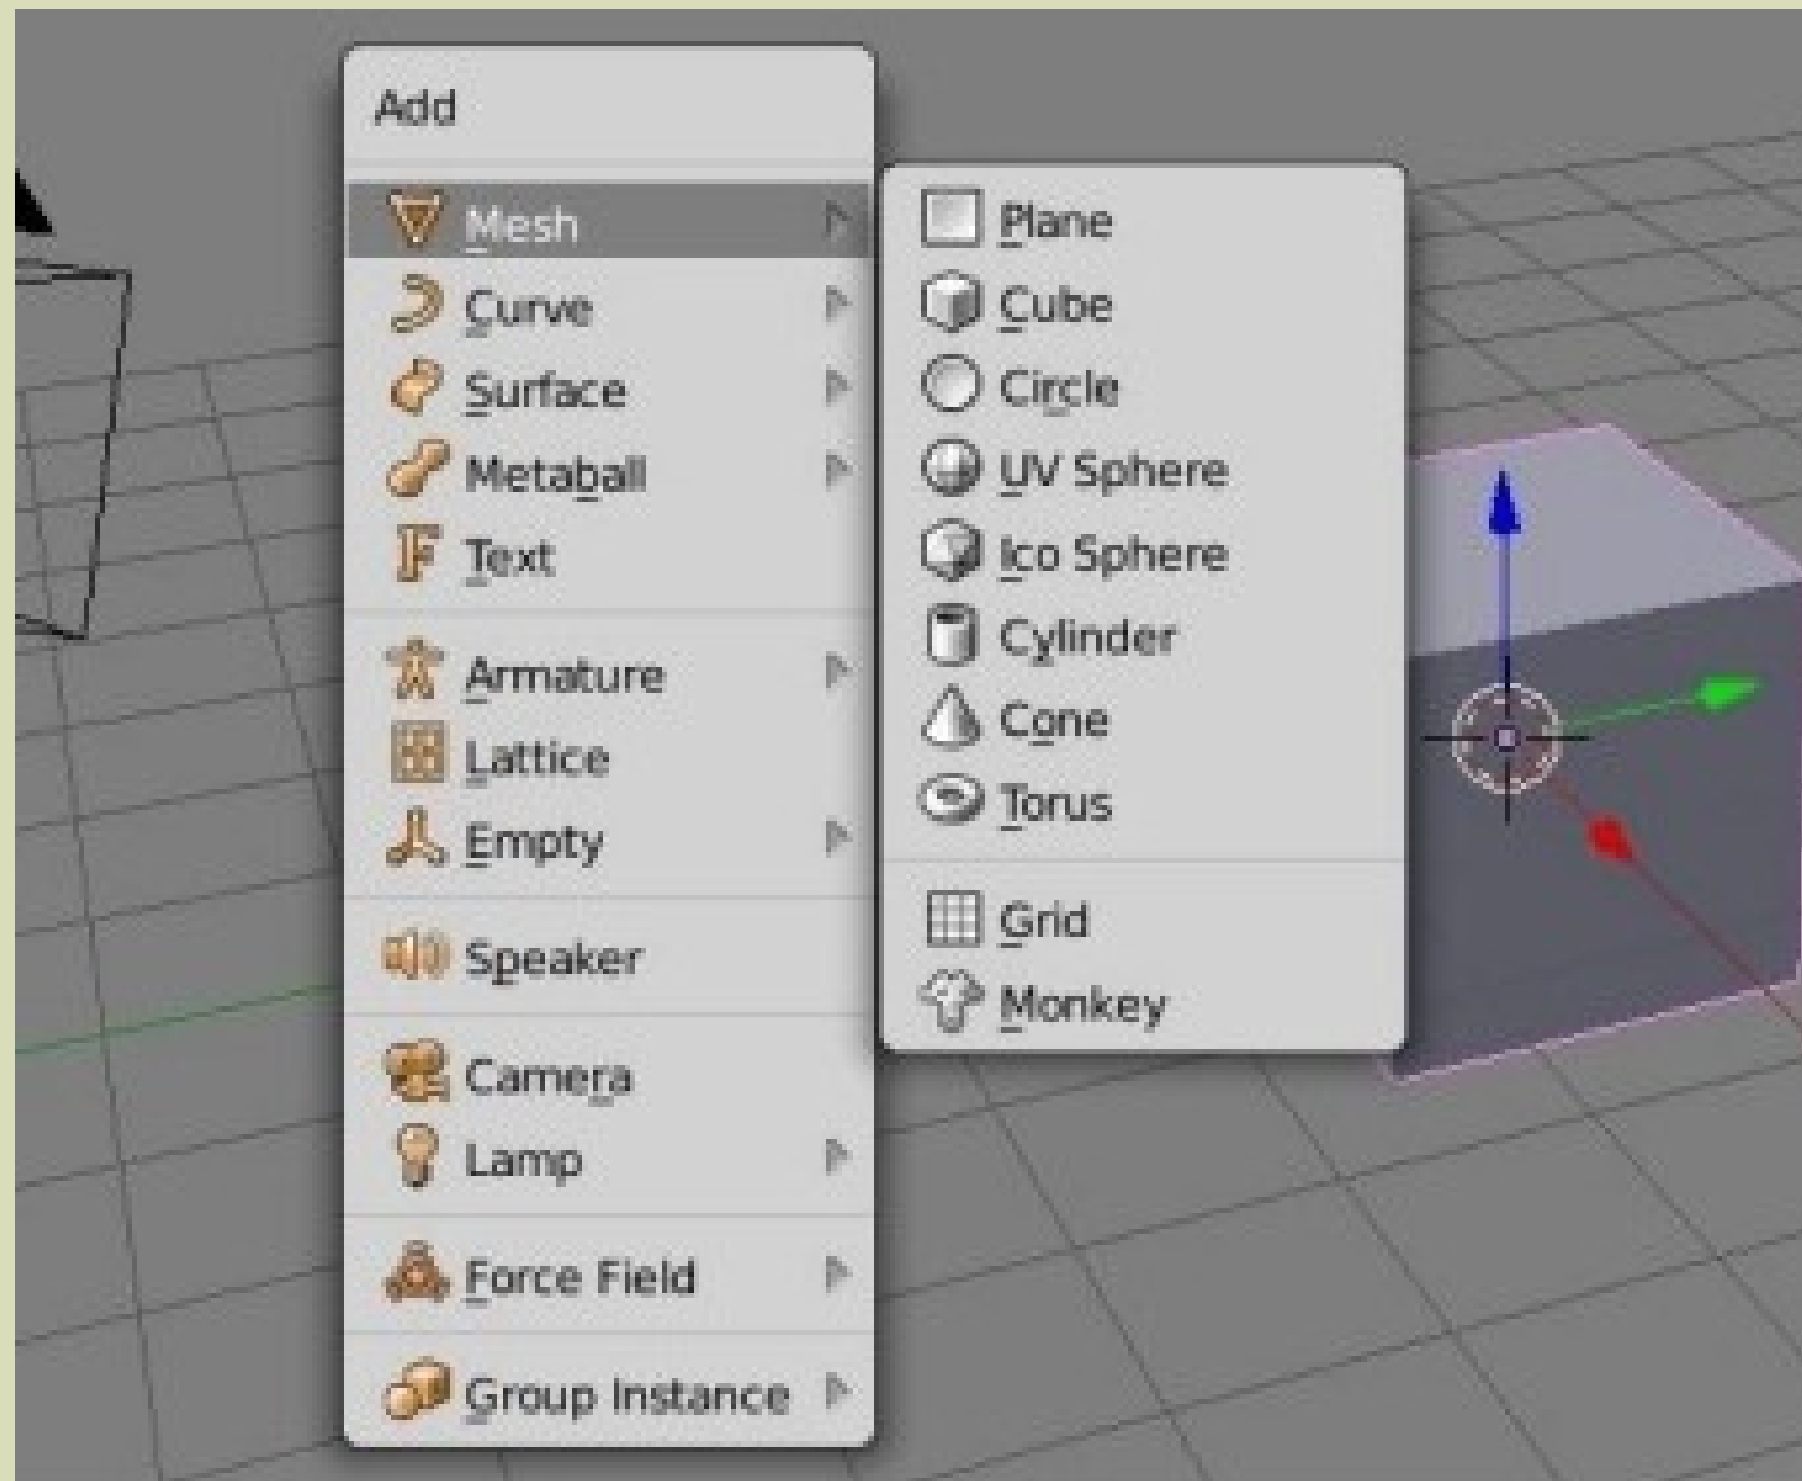 Add
Mesh
Curve
Surface
Metaball
Text
Armature
Lattice
Empty
Speaker
Camera
Lamp
Force Field
Group Instance
Plane
Cube
Circle
UV Sphere
Ico Sphere
Cylinder
Cone
Torus
Grid
Monkey